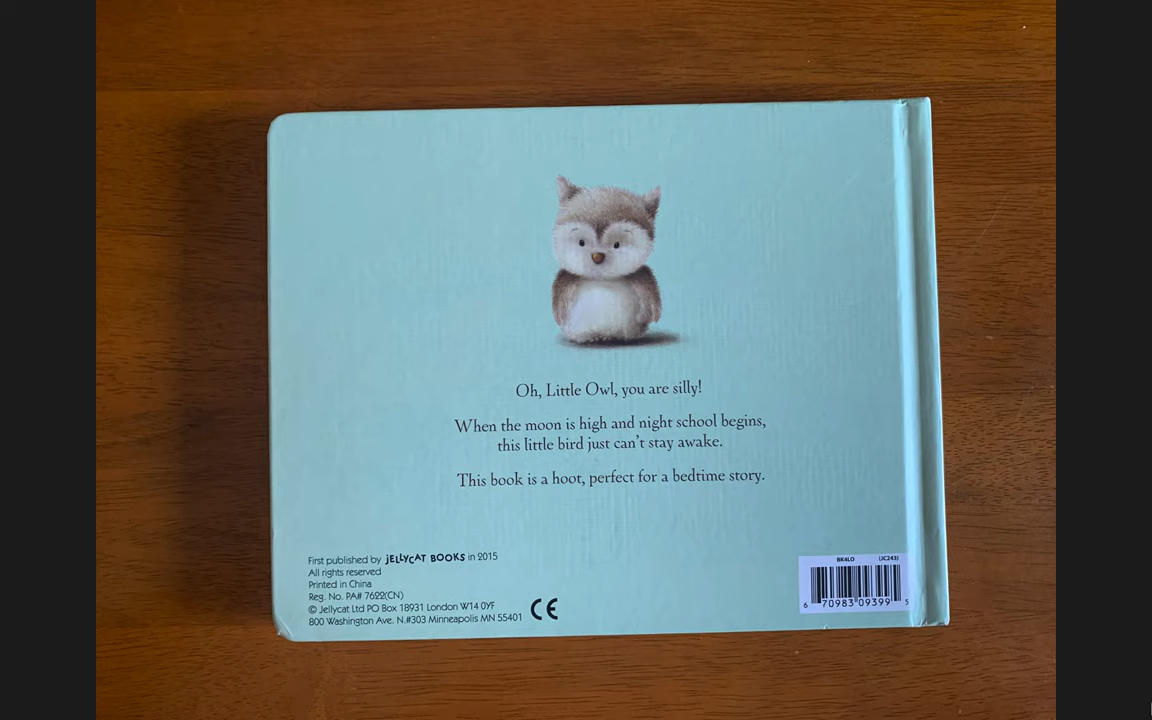 Oh, Little Owl, you are silly!
When the moon is high and night school begins,
this little bird just can't stay awake.
This book is a hoot, perfect for a bedtime story.
First published by JELLYCAT BOOKS in 2015
All rights reserved
Printed in China
Reg. No. PA# 7622(CN)
© Jellycat Ltd PO Box 18931 London W14 0YF
800 Washington Ave. N.#303 Minneapolis MN 55401
CE
BK4LO (JC243)
6 70983 09399 5